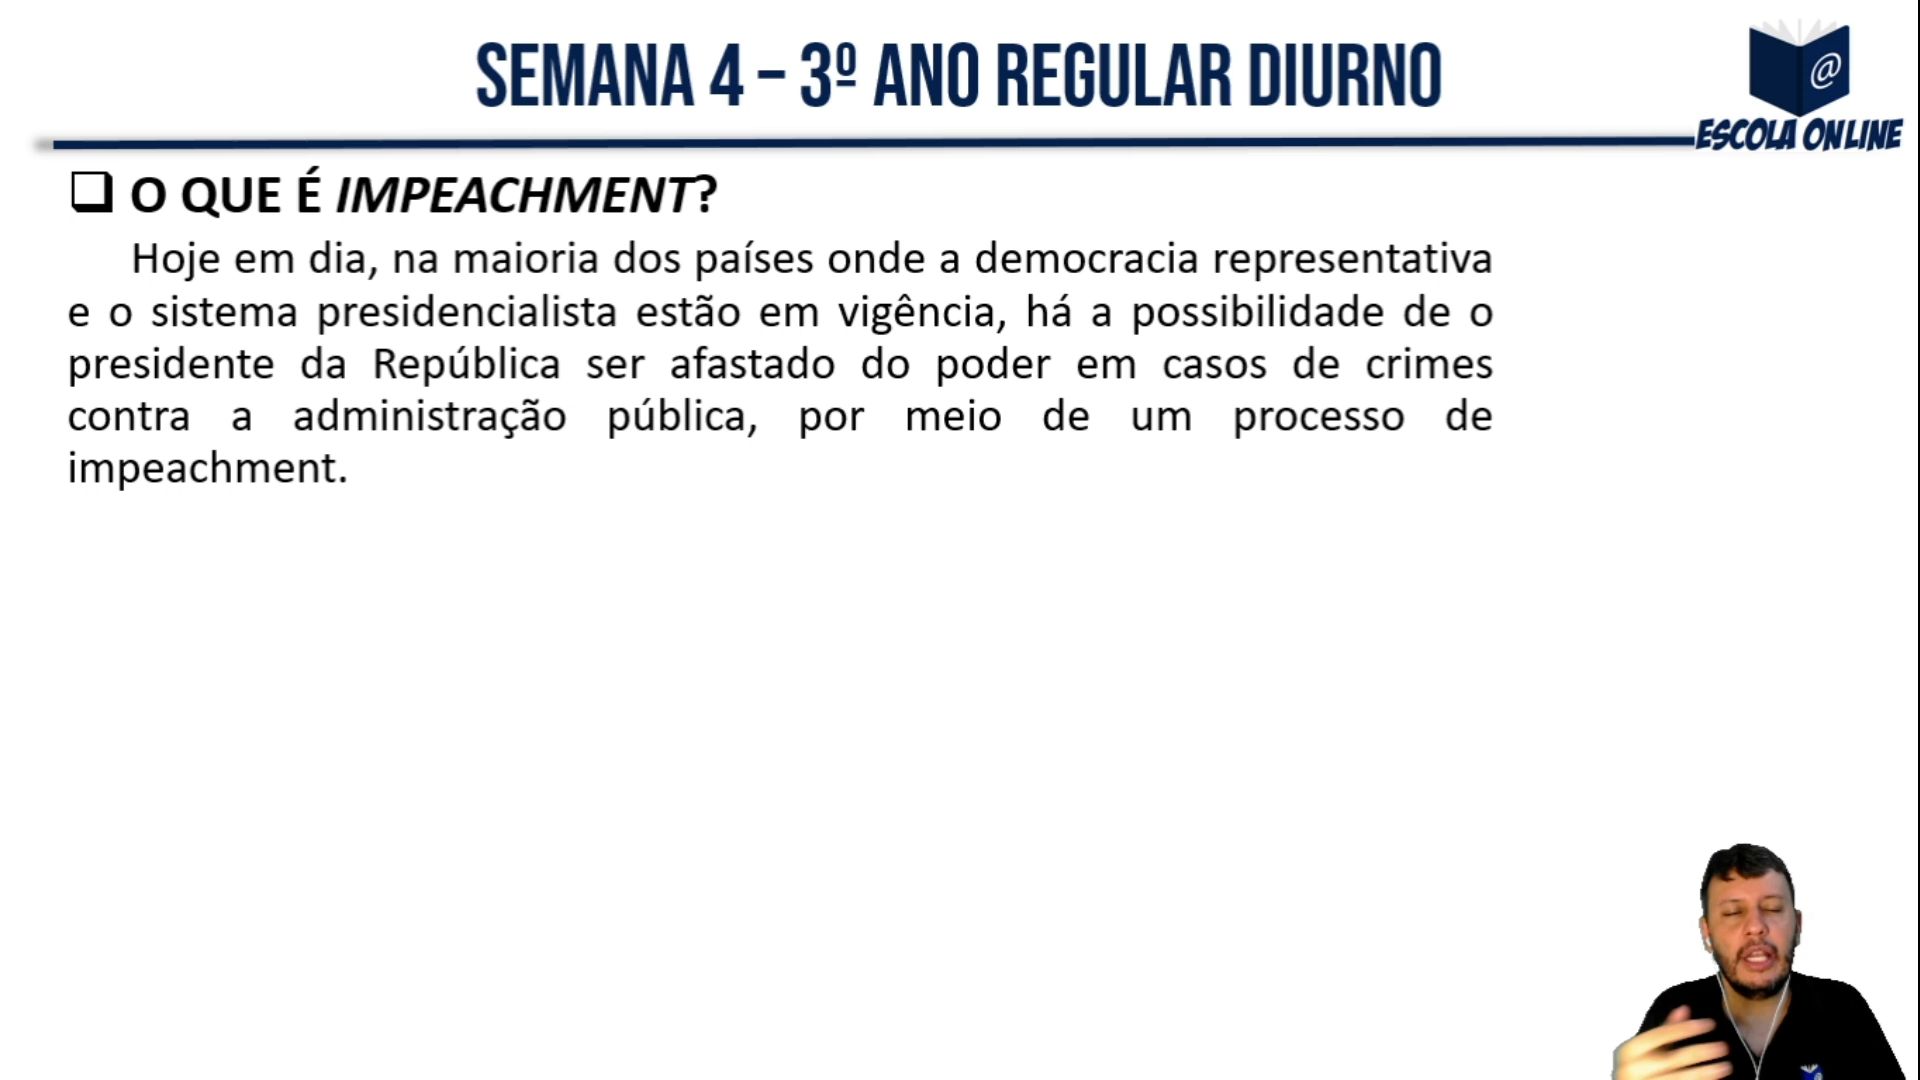 SEMANA 4 – 3º ANO REGULAR DIURNO
@
ESCOLA ONLINE
O QUE É IMPEACHMENT?
Hoje em dia, na maioria dos países onde a democracia representativa
e o sistema presidencialista estão em vigência, há a possibilidade de o
presidente da República ser afastado do poder em casos de crimes
contra a administração pública, por meio de um processo de
impeachment.